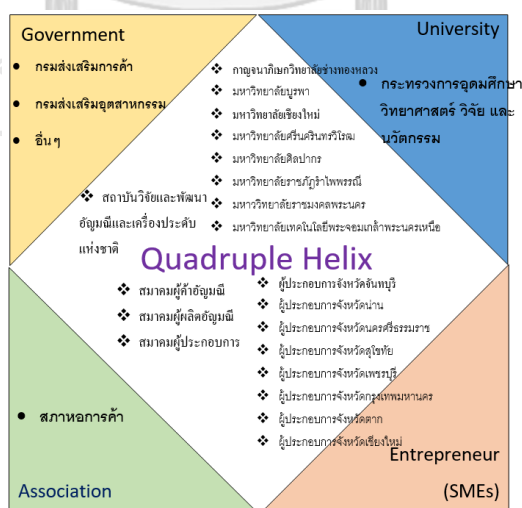 Government
● กรมส่งเสริมการค้า
● กรมส่งเสริมอุตสาหกรรม
● อื่นๆ
University
● กระทรวงการอุดมศึกษา
วิทยาศาสตร์ วิจัย และ
นวัตกรรม
❖ กาญจนาภิเษกวิทยาลัยช่างทองหลวง
❖ มหาวิทยาลัยบูรพา
❖ มหาวิทยาลัยเชียงใหม่
❖ มหาวิทยาลัยศรีนครินทรวิโรฒ
❖ มหาวิทยาลัยศิลปากร
❖ มหาวิทยาลัยราชภัฏรำไพพรรณี
❖ มหาวิทยาลัยราชมงคลพระนคร
❖ มหาวิทยาลัยเทคโนโลยีพระจอมเกล้าพระนครเหนือ
❖ สถาบันวิจัยและพัฒนา
อัญมณีและเครื่องประดับ
แห่งชาติ
Quadruple Helix
❖ สมาคมผู้ค้าอัญมณี
❖ สมาคมผู้ผลิตอัญมณี
❖ สมาคมผู้ประกอบการ
❖ ผู้ประกอบการจังหวัดจันทบุรี
❖ ผู้ประกอบการจังหวัดน่าน
❖ ผู้ประกอบการจังหวัดนครศรีธรรมราช
❖ ผู้ประกอบการจังหวัดสุโขทัย
❖ ผู้ประกอบการจังหวัดเพชรบุรี
❖ ผู้ประกอบการจังหวัดกรุงเทพมหานคร
❖ ผู้ประกอบการจังหวัดตาก
❖ ผู้ประกอบการจังหวัดเชียงใหม่
● สภาหอการค้า
Association
Entrepreneur
(SMEs)